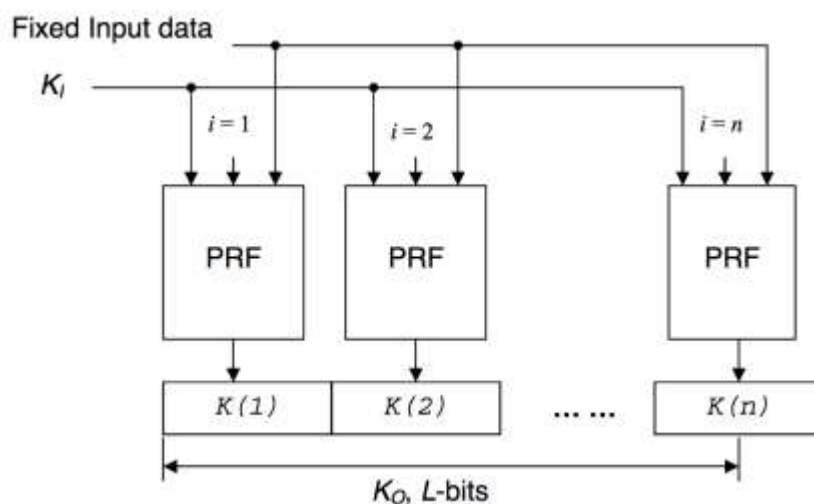 Fixed Input data
K_I
i = 1
i = 2
i = n
PRF
PRF
PRF
K(1)
K(2)
... ...
K(n)
K_O, L-bits